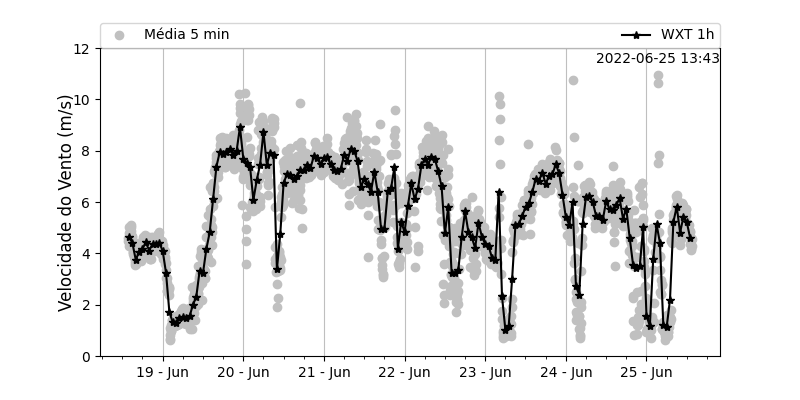 Média 5 min
WXT 1h
2022-06-25 13:43
Velocidade do Vento (m/s)
12
10
8
6
4
2
0
19 - Jun
20 - Jun
21 - Jun
22 - Jun
23 - Jun
24 - Jun
25 - Jun